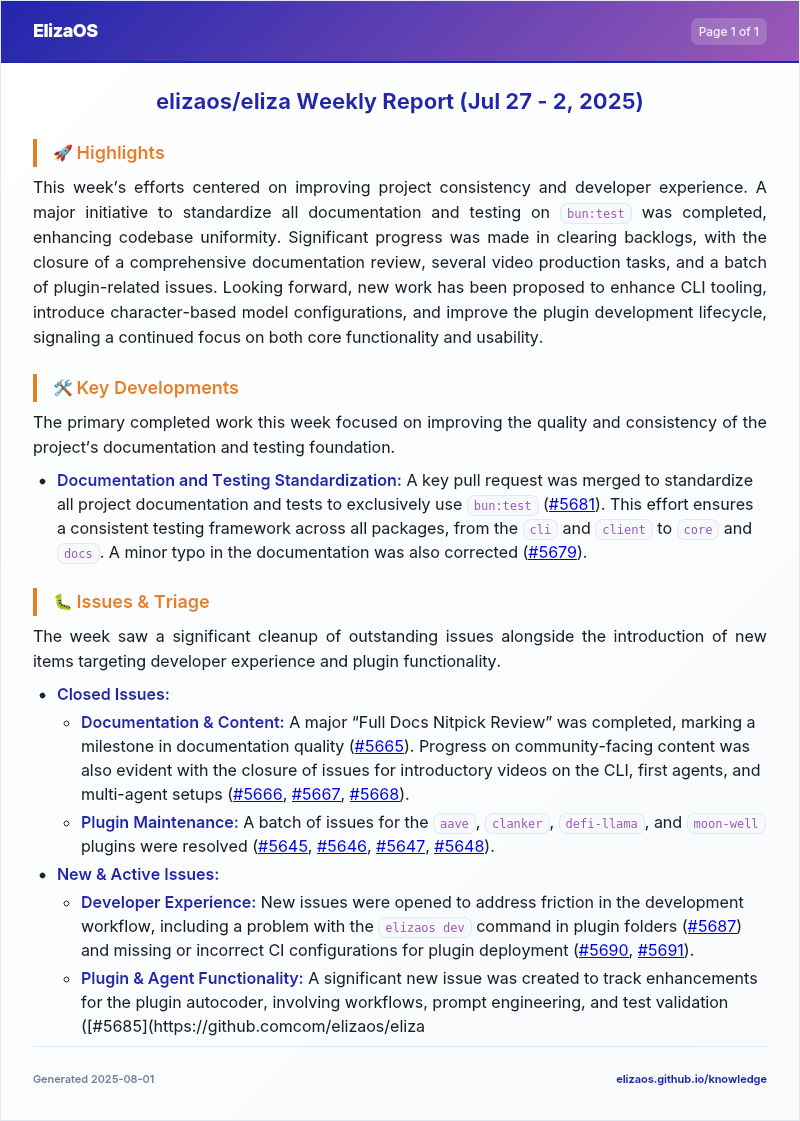 ElizaOS
Page 1 of 1
elizaos/eliza Weekly Report (Jul 27 - 2, 2025)
🚀 Highlights
This week’s efforts centered on improving project consistency and developer experience. A
major initiative to standardize all documentation and testing on bun:test was completed,
enhancing codebase uniformity. Significant progress was made in clearing backlogs, with the
closure of a comprehensive documentation review, several video production tasks, and a batch
of plugin-related issues. Looking forward, new work has been proposed to enhance CLI tooling,
introduce character-based model configurations, and improve the plugin development lifecycle,
signaling a continued focus on both core functionality and usability.
🛠️ Key Developments
The primary completed work this week focused on improving the quality and consistency of the
project’s documentation and testing foundation.
• Documentation and Testing Standardization: A key pull request was merged to standardize
all project documentation and tests to exclusively use bun:test (#5681). This effort ensures
a consistent testing framework across all packages, from the cli and client to core and
docs. A minor typo in the documentation was also corrected (#5679).
🐛 Issues & Triage
The week saw a significant cleanup of outstanding issues alongside the introduction of new
items targeting developer experience and plugin functionality.
• Closed Issues:
◦ Documentation & Content: A major “Full Docs Nitpick Review” was completed, marking a
milestone in documentation quality (#5665). Progress on community-facing content was
also evident with the closure of issues for introductory videos on the CLI, first agents, and
multi-agent setups (#5666, #5667, #5668).
◦ Plugin Maintenance: A batch of issues for the aave, clanker, defi-llama, and moon-well
plugins were resolved (#5645, #5646, #5647, #5648).
• New & Active Issues:
◦ Developer Experience: New issues were opened to address friction in the development
workflow, including a problem with the elizaos dev command in plugin folders (#5687)
and missing or incorrect CI configurations for plugin deployment (#5690, #5691).
◦ Plugin & Agent Functionality: A significant new issue was created to track enhancements
for the plugin autocoder, involving workflows, prompt engineering, and test validation
([#5685](https://github.comcom/elizaos/eliza
Generated 2025-08-01
elizaos.github.io/knowledge